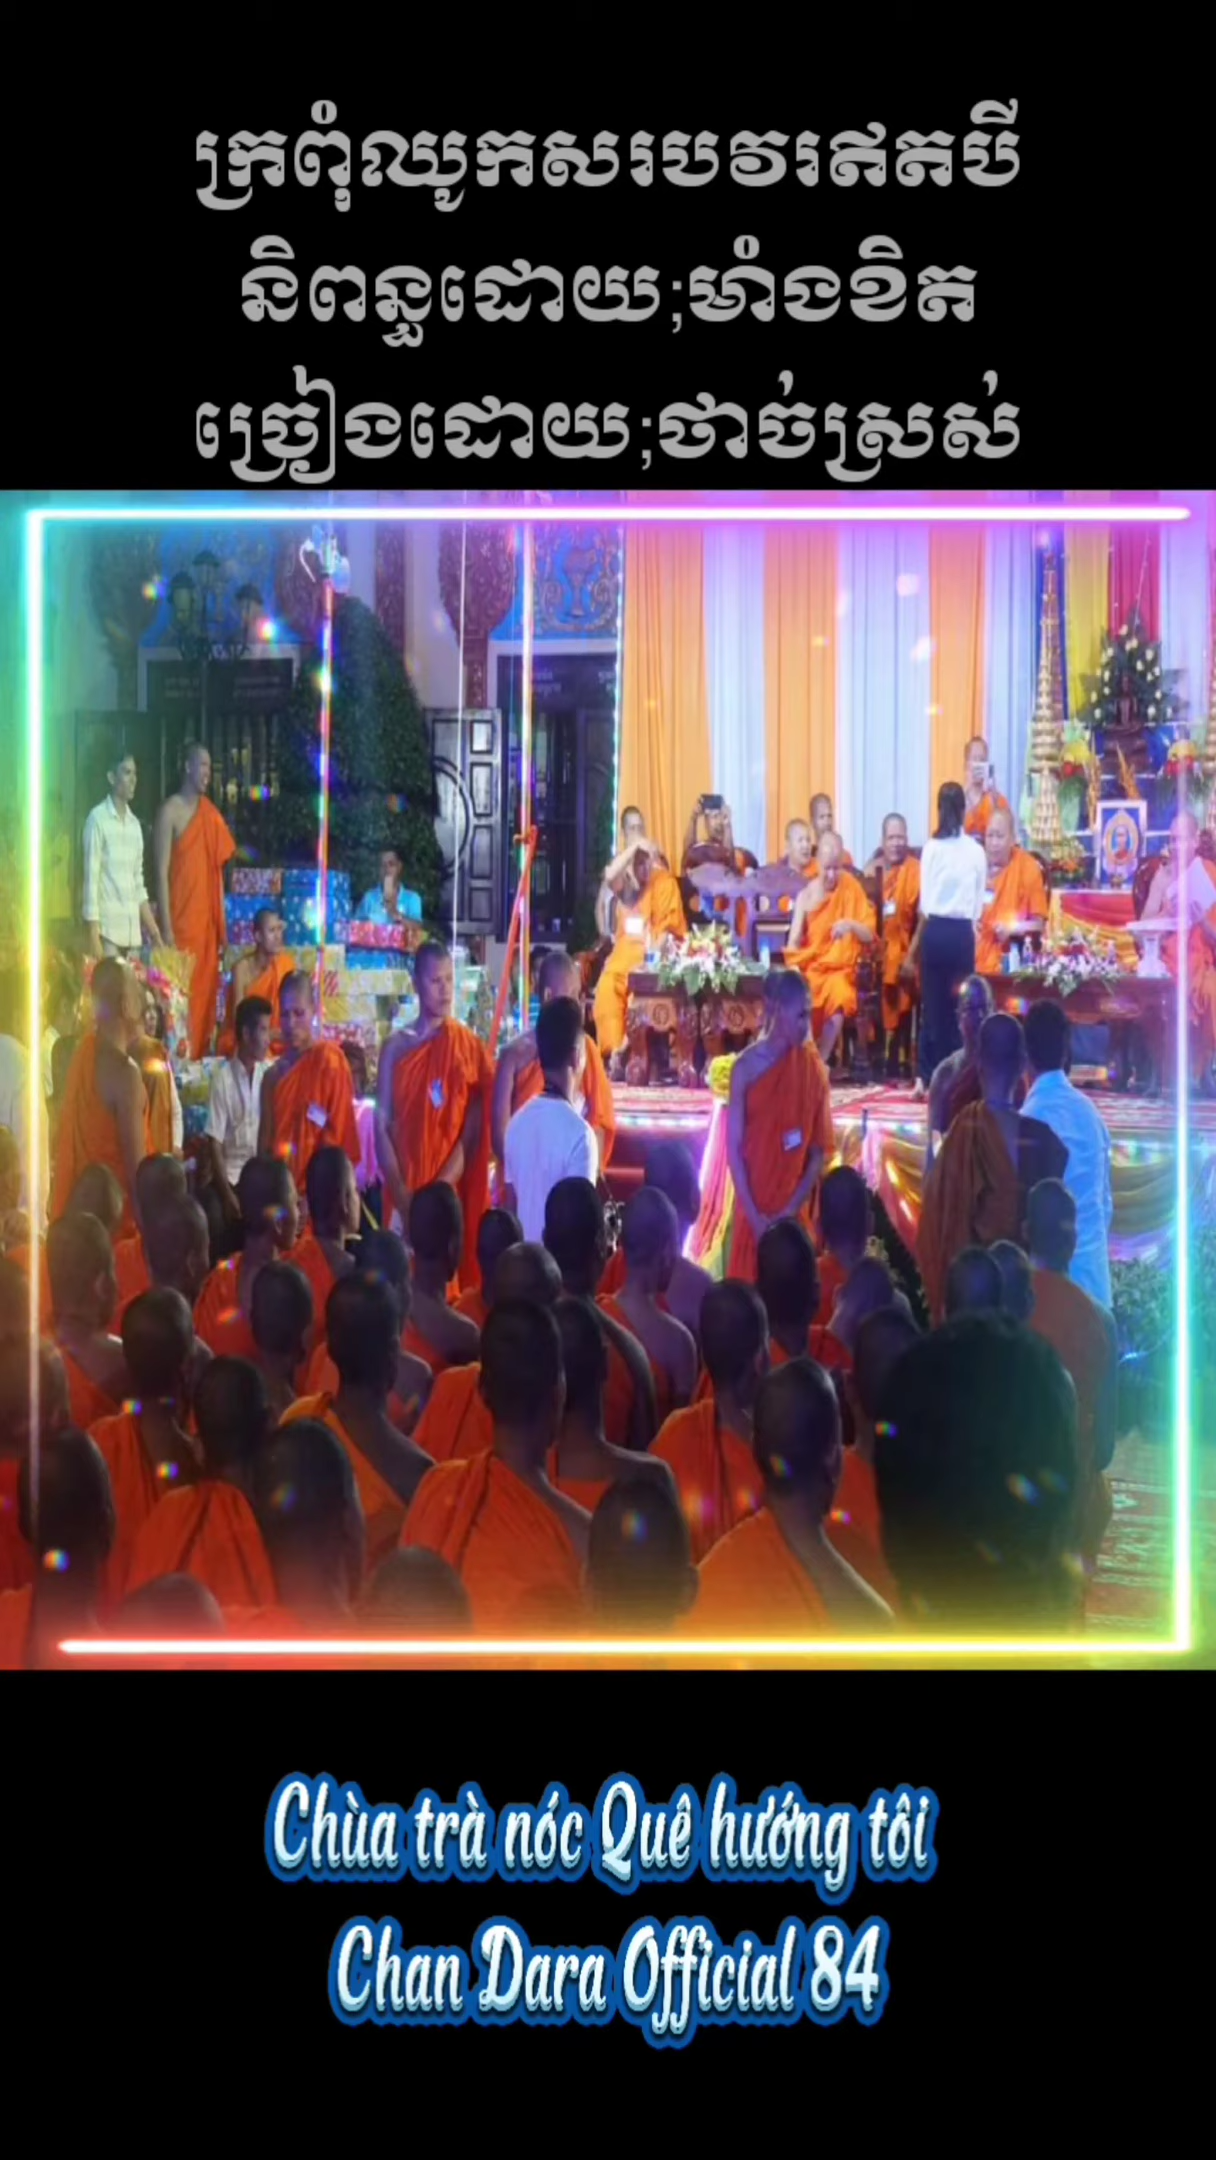 ក្រពុំឈូកសរបវរឥតបី
និពន្ធដោយ;មាំងខិត
ច្រៀងដោយ;ថាច់ស្រស់
Chùa trà nóc Quê hướng tôi
Chan Dara Official 84